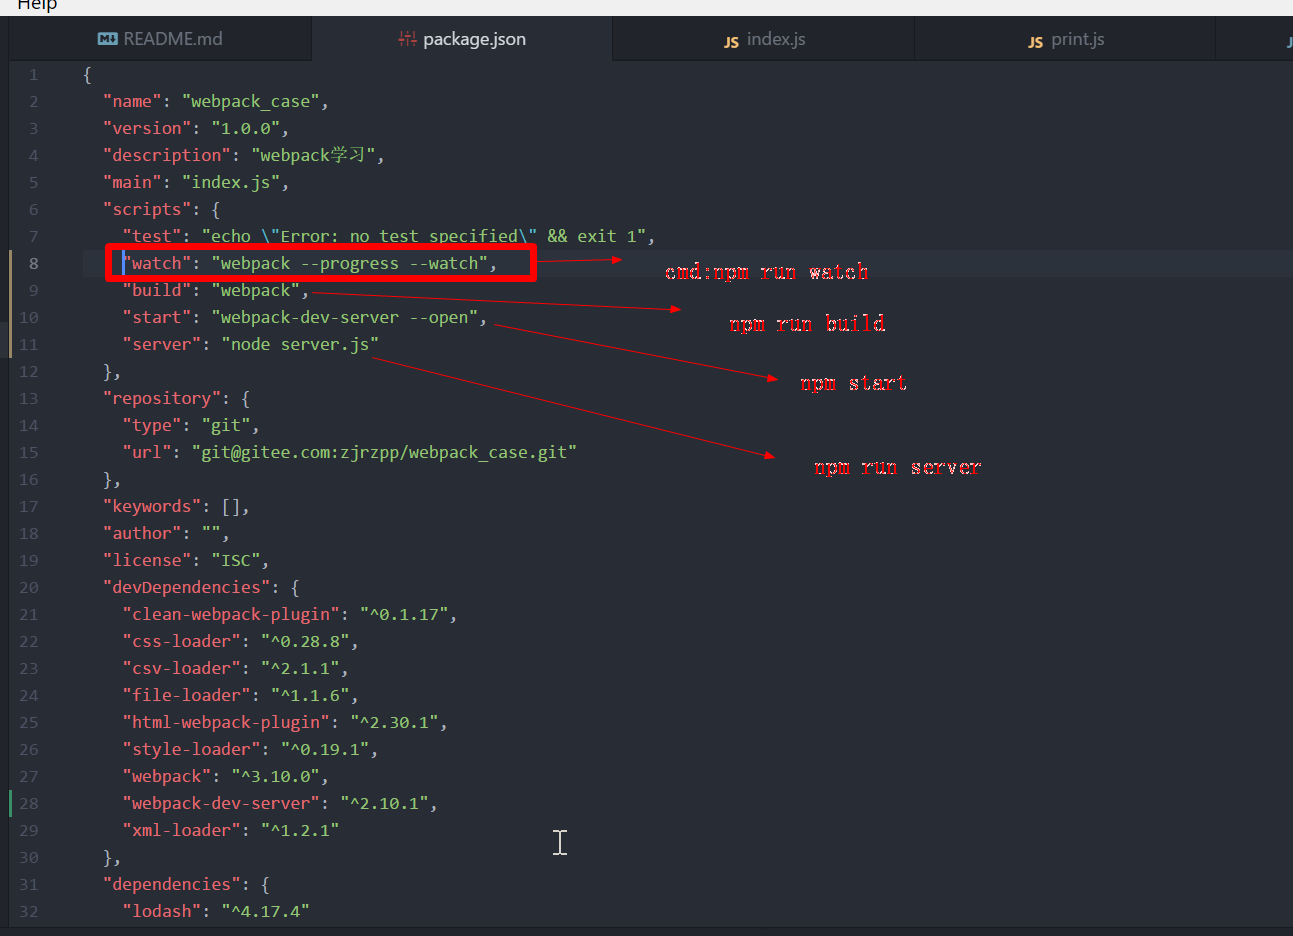 Help
README.md package.json index.js print.js
1 {
2 "name": "webpack_case",
3 "version": "1.0.0",
4 "description": "webpack学习",
5 "main": "index.js",
6 "scripts": {
7 "test": "echo \"Error: no test specified\" && exit 1",
8 "watch": "webpack --progress --watch",
cmd:npm run watch
9 "build": "webpack",
npm run build
10 "start": "webpack-dev-server --open",
npm start
11 "server": "node server.js"
npm run server
12 },
13 "repository": {
14 "type": "git",
15 "url": "git@gitee.com:zjrzpp/webpack_case.git"
16 },
17 "keywords": [],
18 "author": "",
19 "license": "ISC",
20 "devDependencies": {
21 "clean-webpack-plugin": "^0.1.17",
22 "css-loader": "^0.28.8",
23 "csv-loader": "^2.1.1",
24 "file-loader": "^1.1.6",
25 "html-webpack-plugin": "^2.30.1",
26 "style-loader": "^0.19.1",
27 "webpack": "^3.10.0",
28 "webpack-dev-server": "^2.10.1",
29 "xml-loader": "^1.2.1"
30 },
31 "dependencies": {
32 "lodash": "^4.17.4"